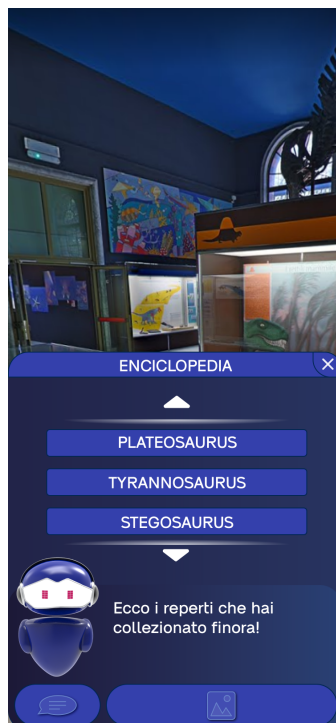 ENCICLOPEDIA
PLATEOSAURUS
TYRANNOSAURUS
STEGOSAURUS
Ecco i reperti che hai
collezionato finora!